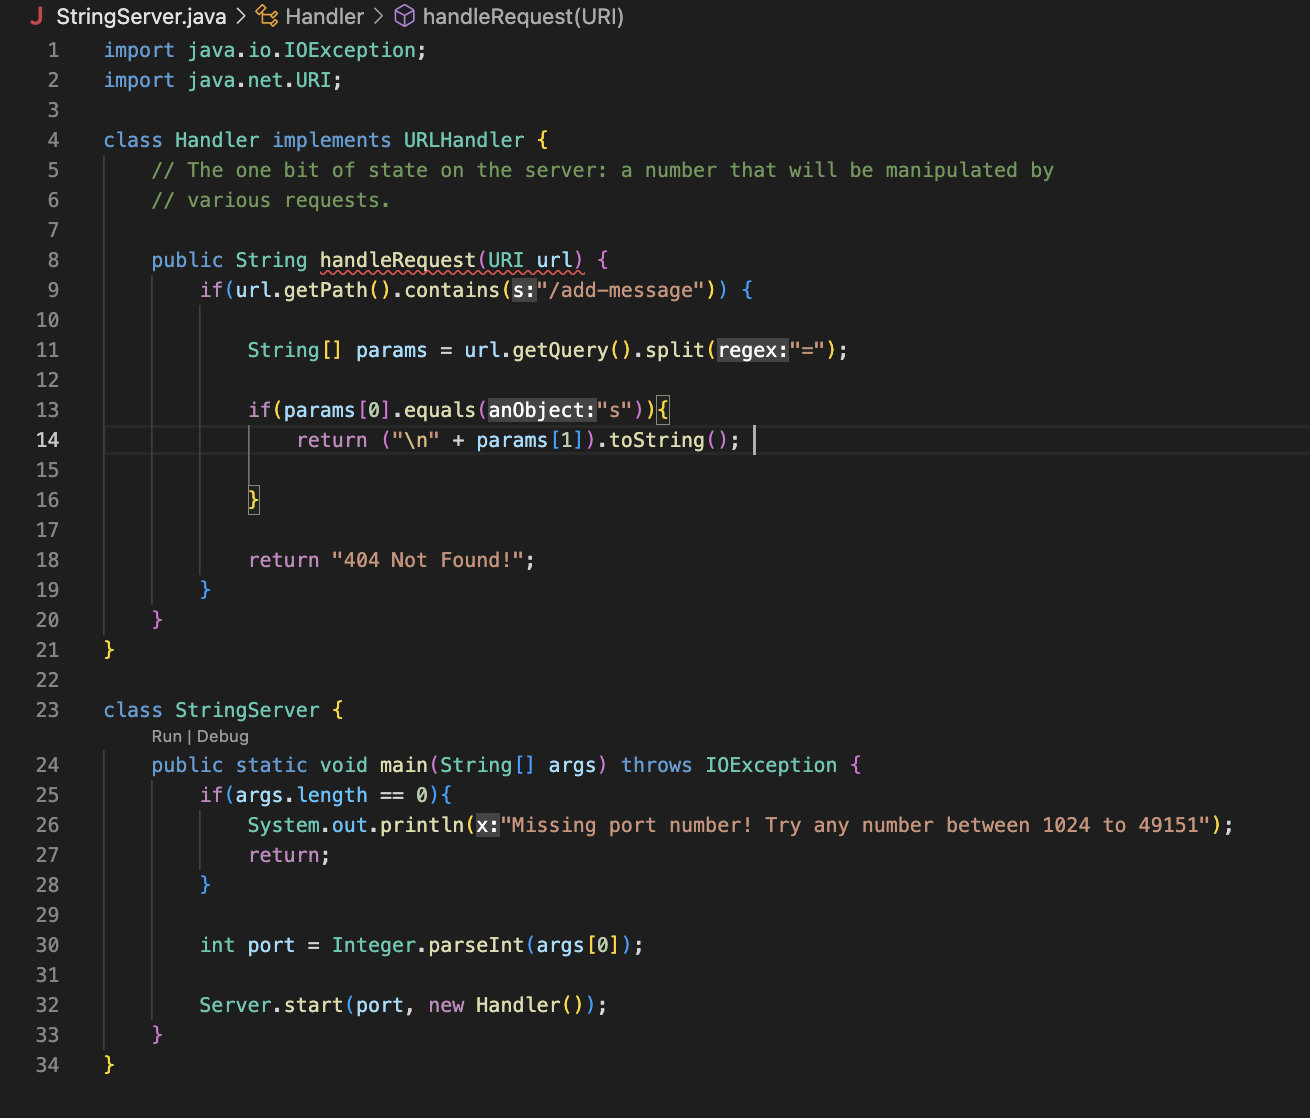 StringServer.java > Handler > handleRequest(URI)
1 import java.io.IOException;
2 import java.net.URI;
3
4 class Handler implements URLHandler {
5 // The one bit of state on the server: a number that will be manipulated by
6 // various requests.
7
8 public String handleRequest(URI url) {
9 if(url.getPath().contains(s:"/add-message")) {
10
11 String[] params = url.getQuery().split(regex:"=");
12
13 if(params[0].equals(anObject:"s")){
14 return ("\n" + params[1]).toString();
15
16 }
17
18 return "404 Not Found!";
19 }
20 }
21 }
22
23 class StringServer {
Run | Debug
24 public static void main(String[] args) throws IOException {
25 if(args.length == 0){
26 System.out.println(x:"Missing port number! Try any number between 1024 to 49151");
27 return;
28 }
29
30 int port = Integer.parseInt(args[0]);
31
32 Server.start(port, new Handler());
33 }
34 }